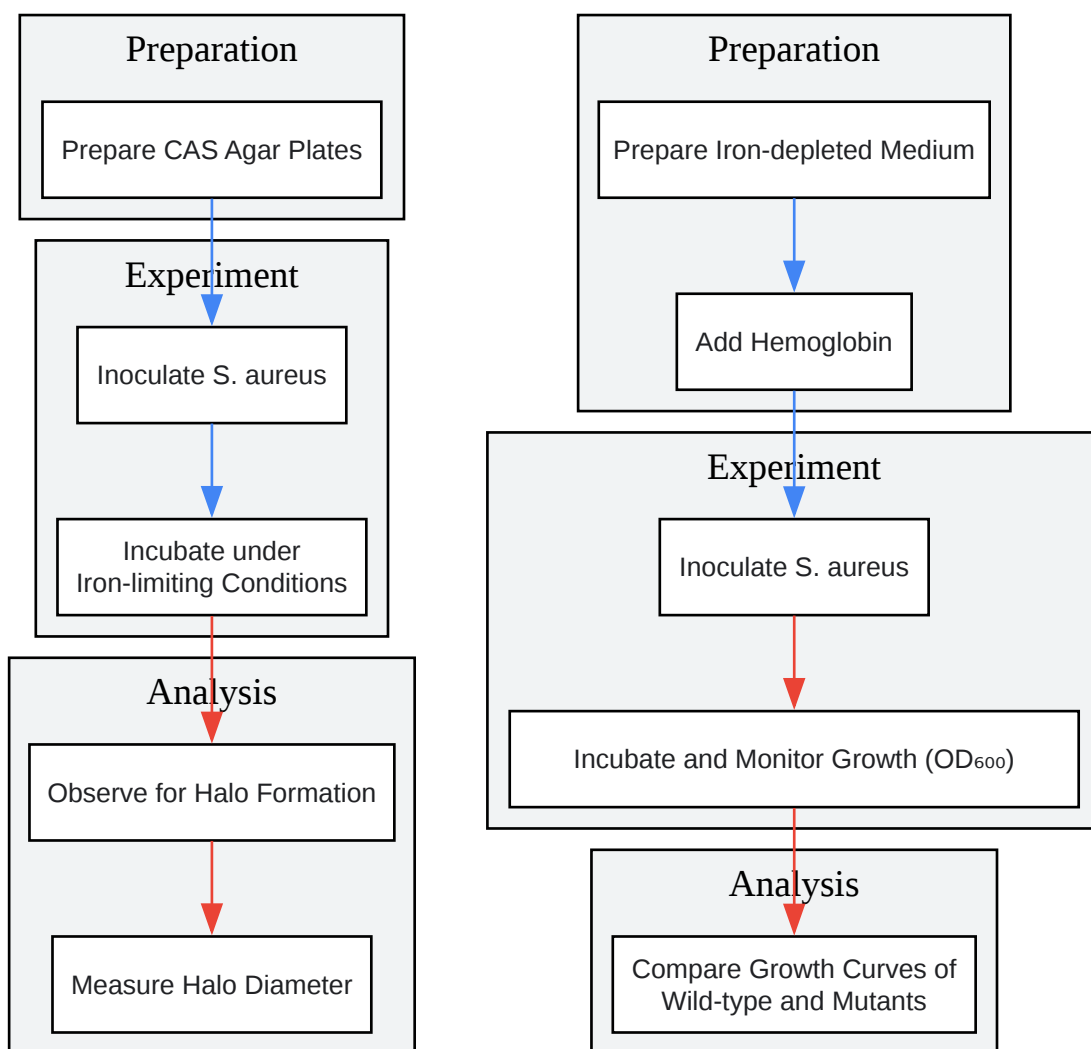 Preparation
Prepare CAS Agar Plates
Experiment
Inoculate S. aureus
Incubate under
Iron-limiting Conditions
Analysis
Observe for Halo Formation
Measure Halo Diameter
Preparation
Prepare Iron-depleted Medium
Add Hemoglobin
Experiment
Inoculate S. aureus
Incubate and Monitor Growth (OD₆₀₀)
Analysis
Compare Growth Curves of
Wild-type and Mutants